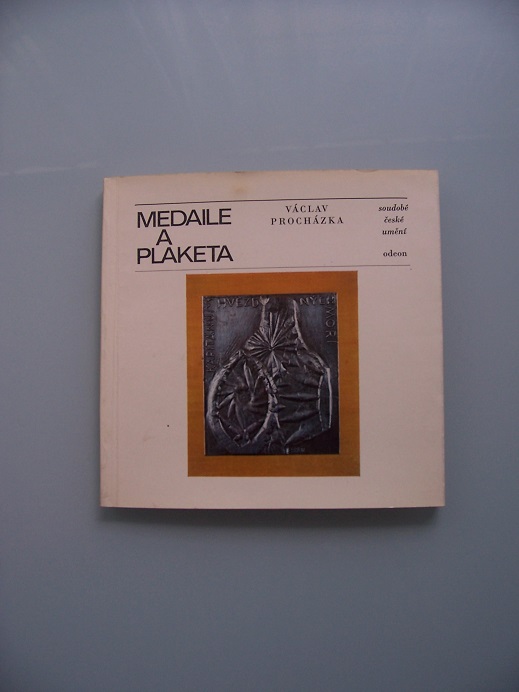 MEDAILE
A
PLAKETA
VÁCLAV
PROCHÁZKA
soudobé
české
umění
odeon